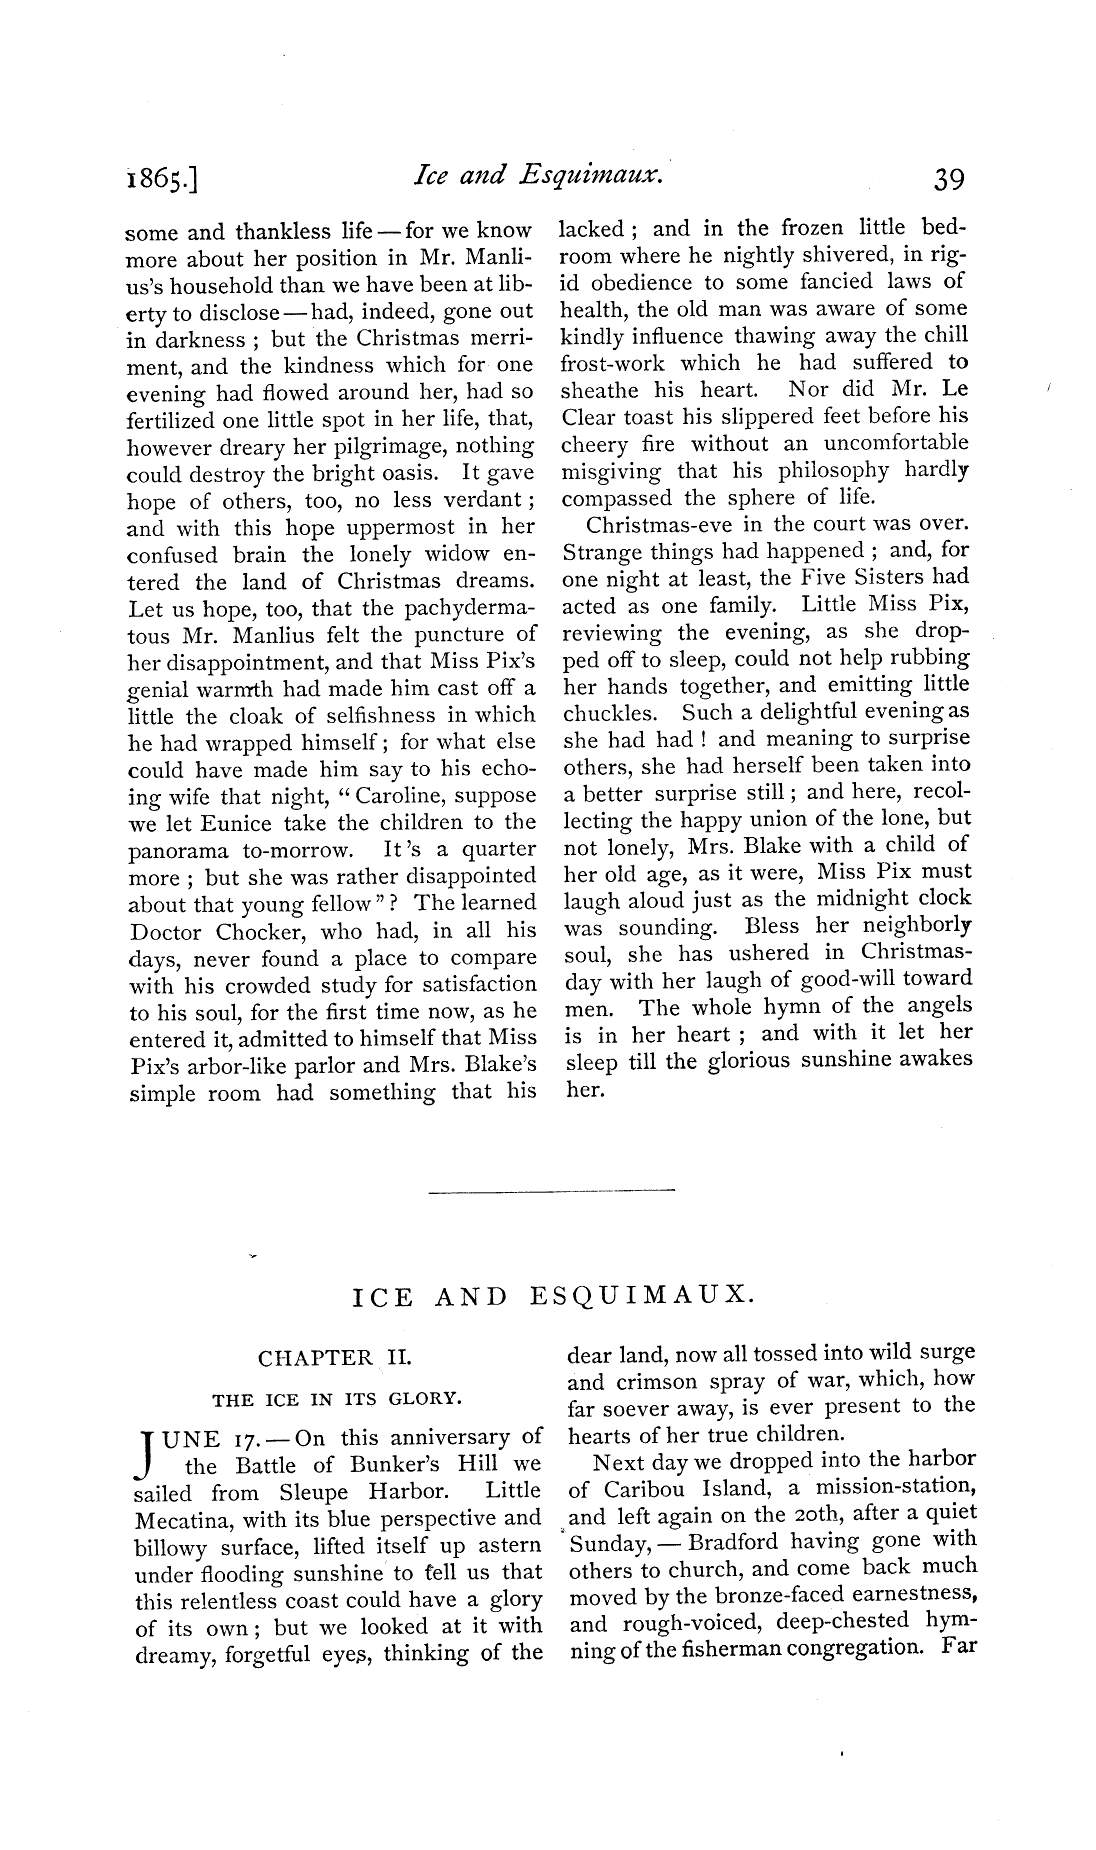 1865.] Ice and Esquimaux. 39
some and thankless life — for we know
more about her position in Mr. Manli-
us's household than we have been at lib-
erty to disclose — had, indeed, gone out
in darkness ; but the Christmas merri-
ment, and the kindness which for one
evening had flowed around her, had so
fertilized one little spot in her life, that,
however dreary her pilgrimage, nothing
could destroy the bright oasis. It gave
hope of others, too, no less verdant ;
and with this hope uppermost in her
confused brain the lonely widow en-
tered the land of Christmas dreams.
Let us hope, too, that the pachyderma-
tous Mr. Manlius felt the puncture of
her disappointment, and that Miss Pix's
genial warmth had made him cast off a
little the cloak of selfishness in which
he had wrapped himself ; for what else
could have made him say to his echo-
ing wife that night, “ Caroline, suppose
we let Eunice take the children to the
panorama to-morrow. It 's a quarter
more ; but she was rather disappointed
about that young fellow ” ? The learned
Doctor Chocker, who had, in all his
days, never found a place to compare
with his crowded study for satisfaction
to his soul, for the first time now, as he
entered it, admitted to himself that Miss
Pix's arbor-like parlor and Mrs. Blake's
simple room had something that his
lacked ; and in the frozen little bed-
room where he nightly shivered, in rig-
id obedience to some fancied laws of
health, the old man was aware of some
kindly influence thawing away the chill
frost-work which he had suffered to
sheathe his heart. Nor did Mr. Le
Clear toast his slippered feet before his
cheery fire without an uncomfortable
misgiving that his philosophy hardly
compassed the sphere of life.
Christmas-eve in the court was over.
Strange things had happened ; and, for
one night at least, the Five Sisters had
acted as one family. Little Miss Pix,
reviewing the evening, as she drop-
ped off to sleep, could not help rubbing
her hands together, and emitting little
chuckles. Such a delightful evening as
she had had ! and meaning to surprise
others, she had herself been taken into
a better surprise still ; and here, recol-
lecting the happy union of the lone, but
not lonely, Mrs. Blake with a child of
her old age, as it were, Miss Pix must
laugh aloud just as the midnight clock
was sounding. Bless her neighborly
soul, she has ushered in Christmas-
day with her laugh of good-will toward
men. The whole hymn of the angels
is in her heart ; and with it let her
sleep till the glorious sunshine awakes
her.
ICE AND ESQUIMAUX.
CHAPTER II.
THE ICE IN ITS GLORY.
JUNE 17. — On this anniversary of
the Battle of Bunker's Hill we
sailed from Sleupe Harbor. Little
Mecatina, with its blue perspective and
billowy surface, lifted itself up astern
under flooding sunshine to tell us that
this relentless coast could have a glory
of its own ; but we looked at it with
dreamy, forgetful eyes, thinking of the
dear land, now all tossed into wild surge
and crimson spray of war, which, how
far soever away, is ever present to the
hearts of her true children.
Next day we dropped into the harbor
of Caribou Island, a mission-station,
and left again on the 20th, after a quiet
Sunday, — Bradford having gone with
others to church, and come back much
moved by the bronze-faced earnestness,
and rough-voiced, deep-chested hym-
ning of the fisherman congregation. Far